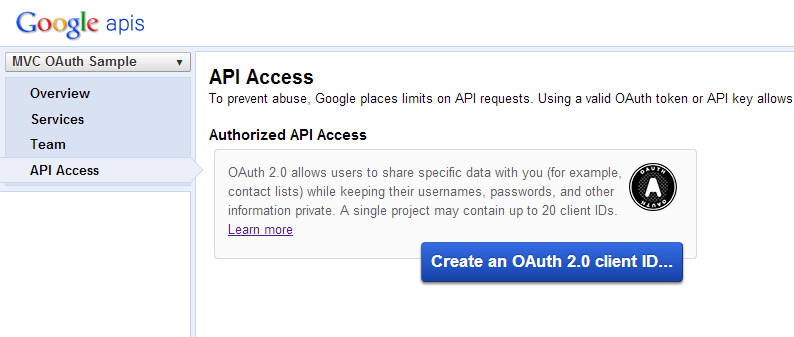 Google apis
MVC OAuth Sample
Overview
Services
Team
API Access
API Access
To prevent abuse, Google places limits on API requests. Using a valid OAuth token or API key allows
Authorized API Access
OAuth 2.0 allows users to share specific data with you (for example,
contact lists) while keeping their usernames, passwords, and other
information private. A single project may contain up to 20 client IDs.
Learn more
OAUTH
A
OAUTH
Create an OAuth 2.0 client ID...